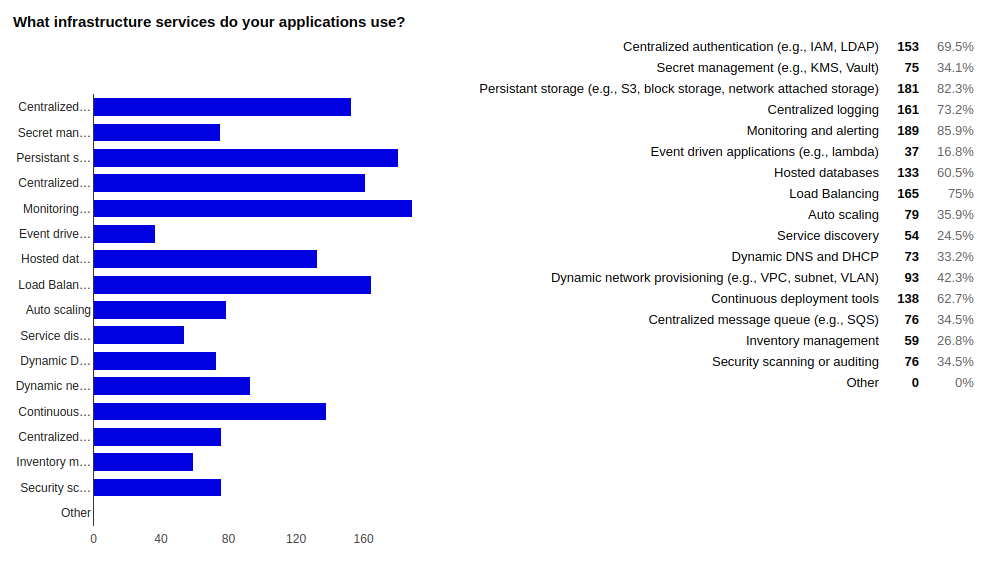 What infrastructure services do your applications use?
Centralized authentication (e.g., IAM, LDAP) 153 69.5%
Secret management (e.g., KMS, Vault) 75 34.1%
Persistant storage (e.g., S3, block storage, network attached storage) 181 82.3%
Centralized logging 161 73.2%
Monitoring and alerting 189 85.9%
Event driven applications (e.g., lambda) 37 16.8%
Hosted databases 133 60.5%
Load Balancing 165 75%
Auto scaling 79 35.9%
Service discovery 54 24.5%
Dynamic DNS and DHCP 73 33.2%
Dynamic network provisioning (e.g., VPC, subnet, VLAN) 93 42.3%
Continuous deployment tools 138 62.7%
Centralized message queue (e.g., SQS) 76 34.5%
Inventory management 59 26.8%
Security scanning or auditing 76 34.5%
Other 0 0%
Centralized…
Secret man…
Persistant s…
Centralized…
Monitoring…
Event drive…
Hosted dat…
Load Balan…
Auto scaling
Service dis…
Dynamic D…
Dynamic ne…
Continuous…
Centralized…
Inventory m…
Security sc…
Other
0 40 80 120 160